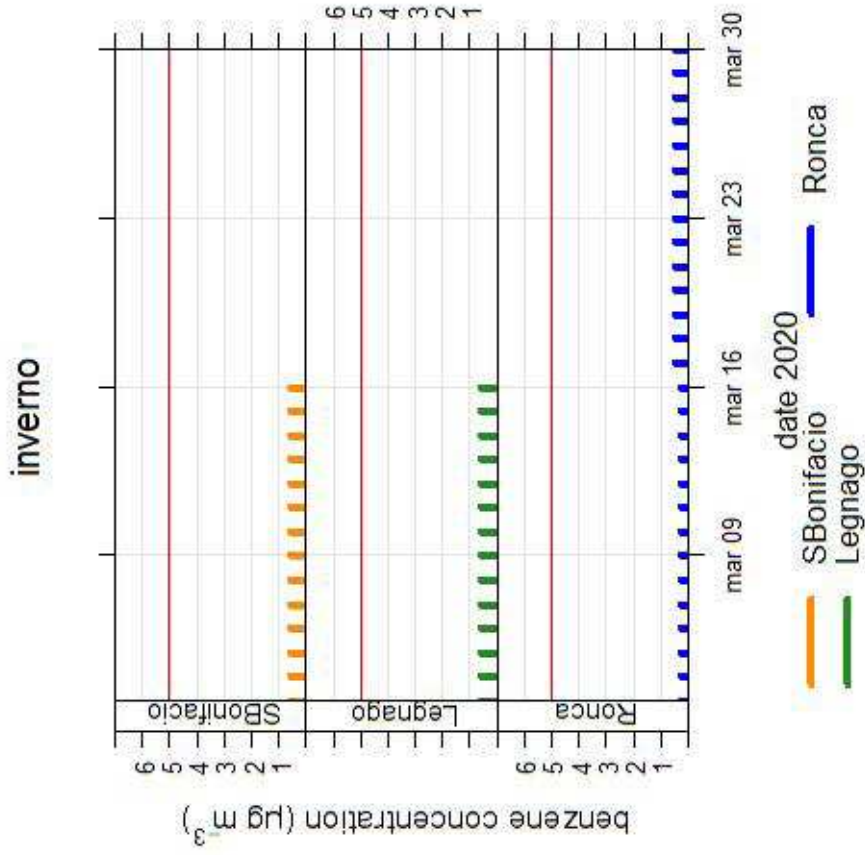 inverno
6
5
4
3
2
1
SBonifacio
6
5
4
3
2
1
Legnago
6
5
4
3
2
1
Ronca
benzene concentration (µg m⁻³)
mar 09 mar 16 mar 23 mar 30
date 2020
SBonifacio Ronca
Legnago